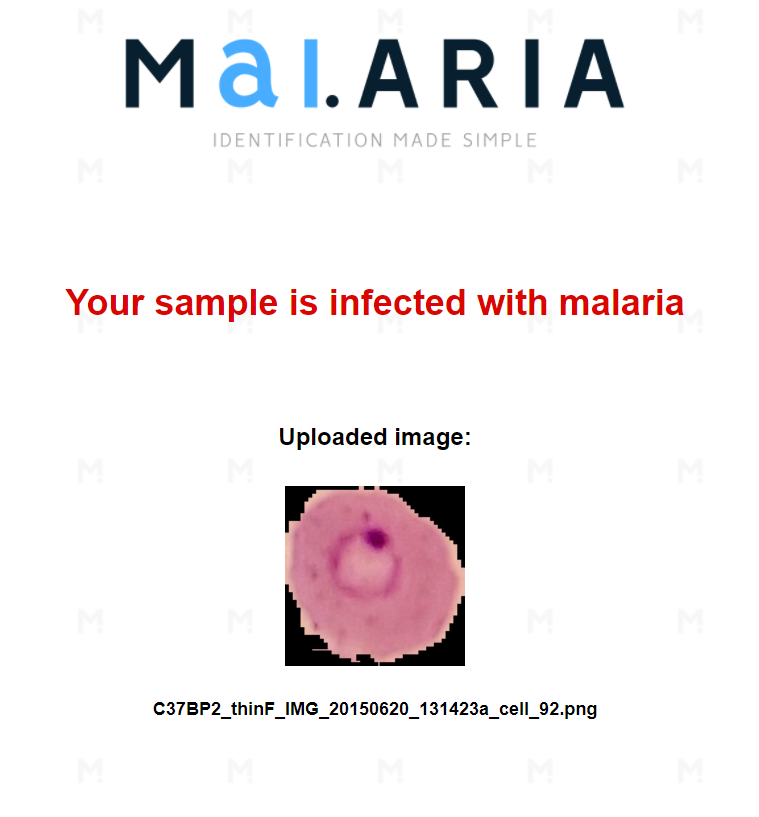 MaI.ARIA
IDENTIFICATION MADE SIMPLE
Your sample is infected with malaria
Uploaded image:
C37BP2_thinF_IMG_20150620_131423a_cell_92.png